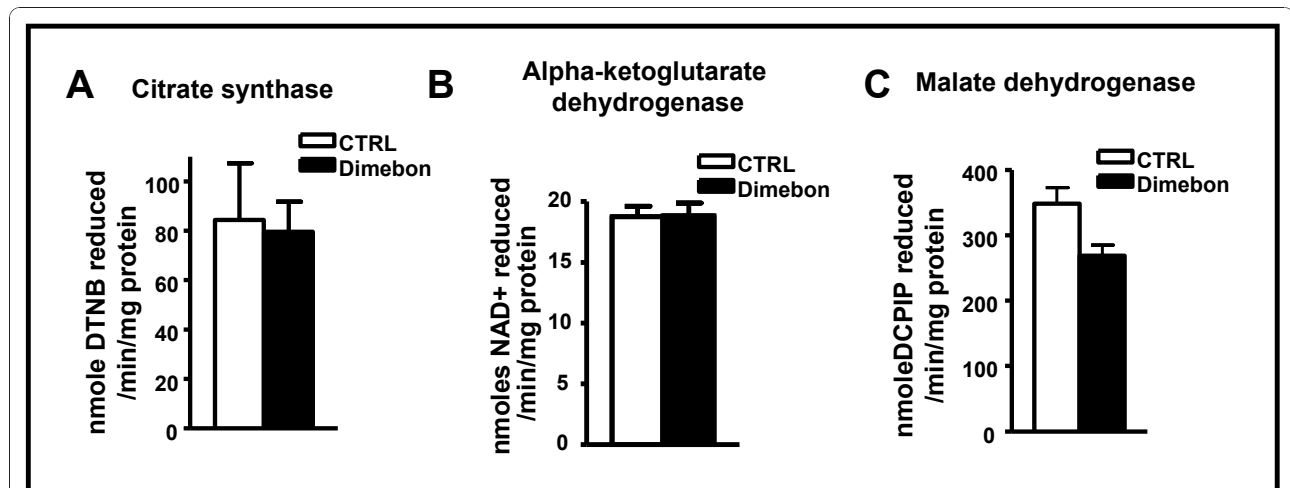 A
Citrate synthase
CTRL
Dimebon
nmole DTNB reduced
/min/mg protein
100
80
60
40
20
0
B
Alpha-ketoglutarate
dehydrogenase
CTRL
Dimebon
nmoles NAD+ reduced
/min/mg protein
20
15
10
5
0
C
Malate dehydrogenase
CTRL
Dimebon
nmoleDCPIP reduced
/min/mg protein
400
300
200
100
0